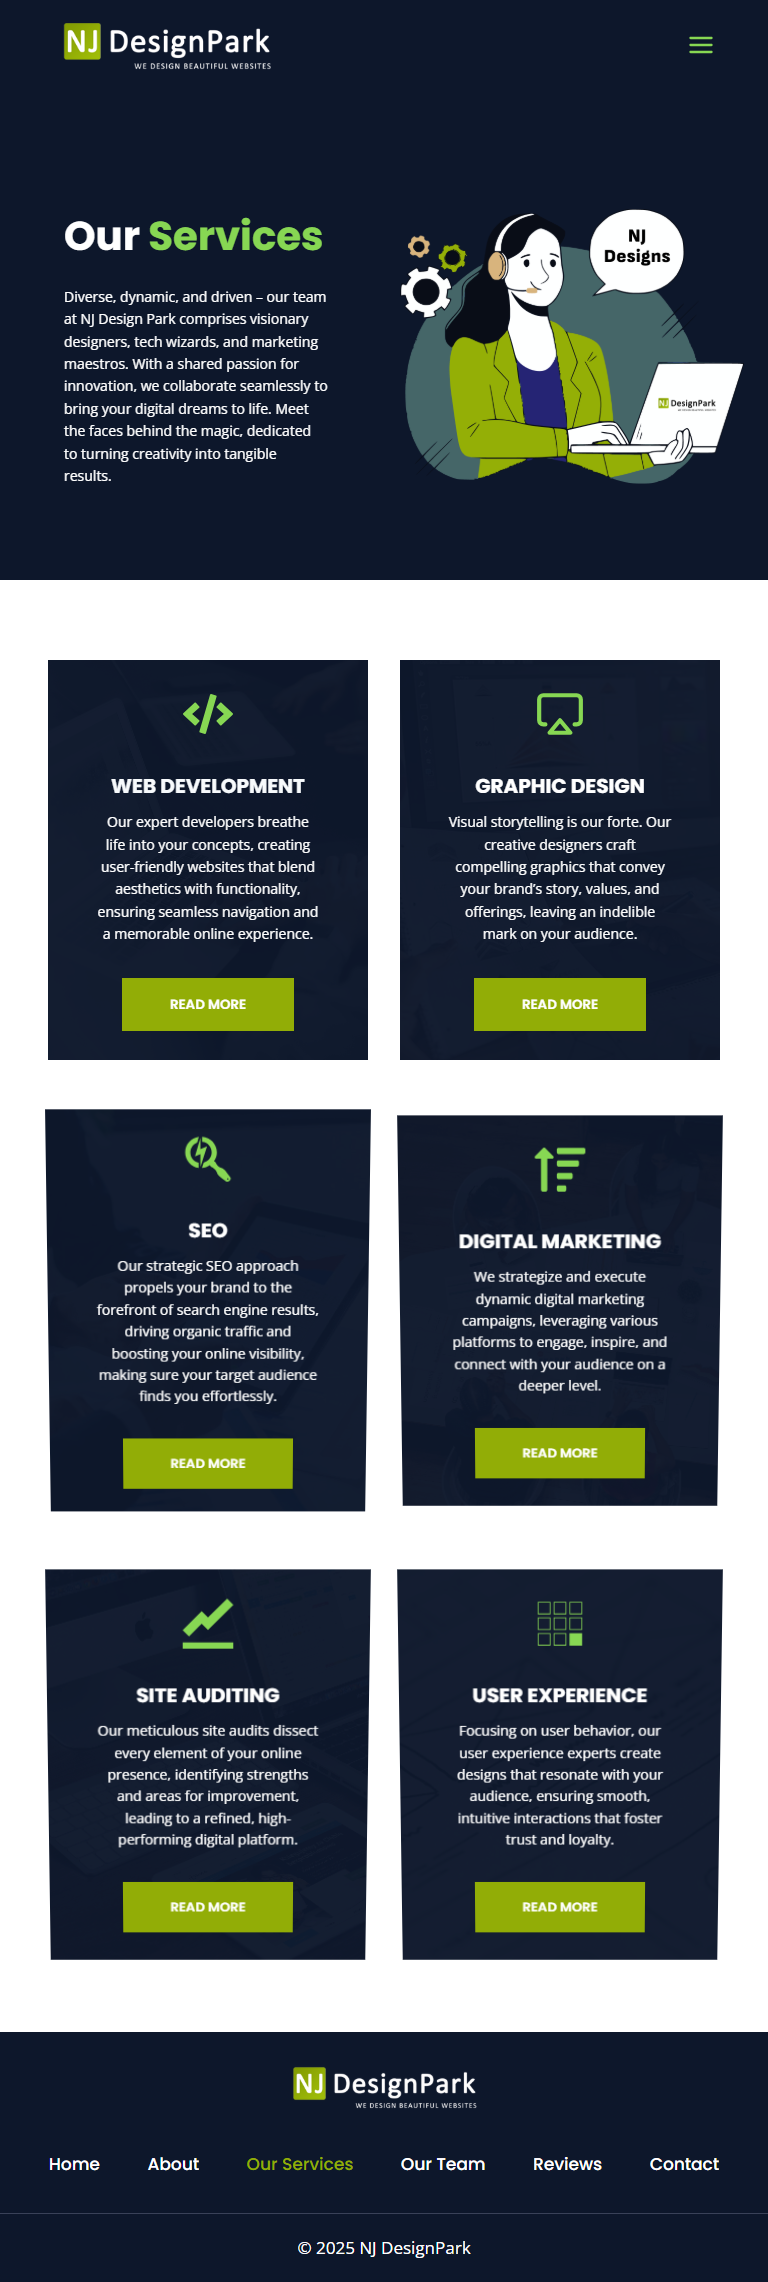 NJ DesignPark
WE DESIGN BEAUTIFUL WEBSITES
Our Services
Diverse, dynamic, and driven – our team
at NJ Design Park comprises visionary
designers, tech wizards, and marketing
maestros. With a shared passion for
innovation, we collaborate seamlessly to
bring your digital dreams to life. Meet
the faces behind the magic, dedicated
to turning creativity into tangible
results.
NJ
Designs
NJ DesignPark
WEB DEVELOPMENT
Our expert developers breathe
life into your concepts, creating
user-friendly websites that blend
aesthetics with functionality,
ensuring seamless navigation and
a memorable online experience.
READ MORE
GRAPHIC DESIGN
Visual storytelling is our forte. Our
creative designers craft
compelling graphics that convey
your brand’s story, values, and
offerings, leaving an indelible
mark on your audience.
READ MORE
SEO
Our strategic SEO approach
propels your brand to the
forefront of search engine results,
driving organic traffic and
boosting your online visibility,
making sure your target audience
finds you effortlessly.
READ MORE
DIGITAL MARKETING
We strategize and execute
dynamic digital marketing
campaigns, leveraging various
platforms to engage, inspire, and
connect with your audience on a
deeper level.
READ MORE
SITE AUDITING
Our meticulous site audits dissect
every element of your online
presence, identifying strengths
and areas for improvement,
leading to a refined, high-
performing digital platform.
READ MORE
USER EXPERIENCE
Focusing on user behavior, our
user experience experts create
designs that resonate with your
audience, ensuring smooth,
intuitive interactions that foster
trust and loyalty.
READ MORE
NJ DesignPark
WE DESIGN BEAUTIFUL WEBSITES
Home About Our Services Our Team Reviews Contact
© 2025 NJ DesignPark